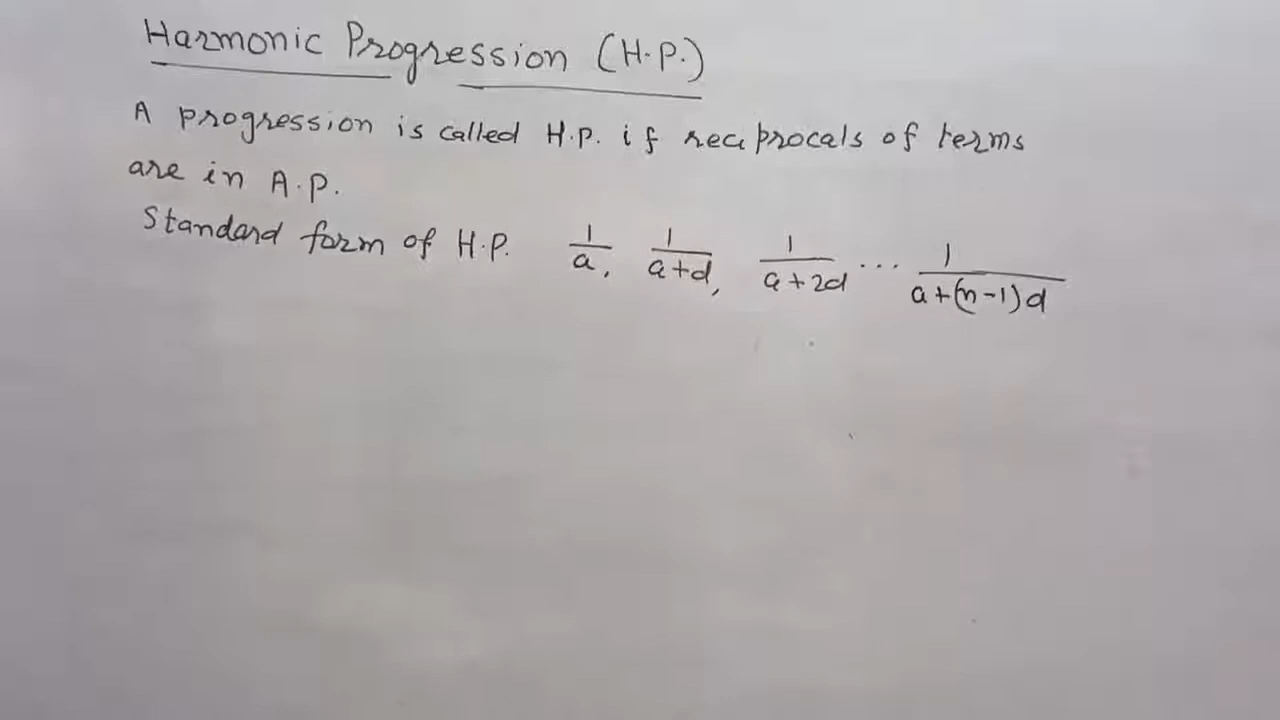 Harmonic Progression (H.P.)
A progression is called H.P. if reciprocals of terms
are in A.P.
Standard form of H.P. 1/a, 1/a+d, 1/a+2d ... 1/a+(n-1)d